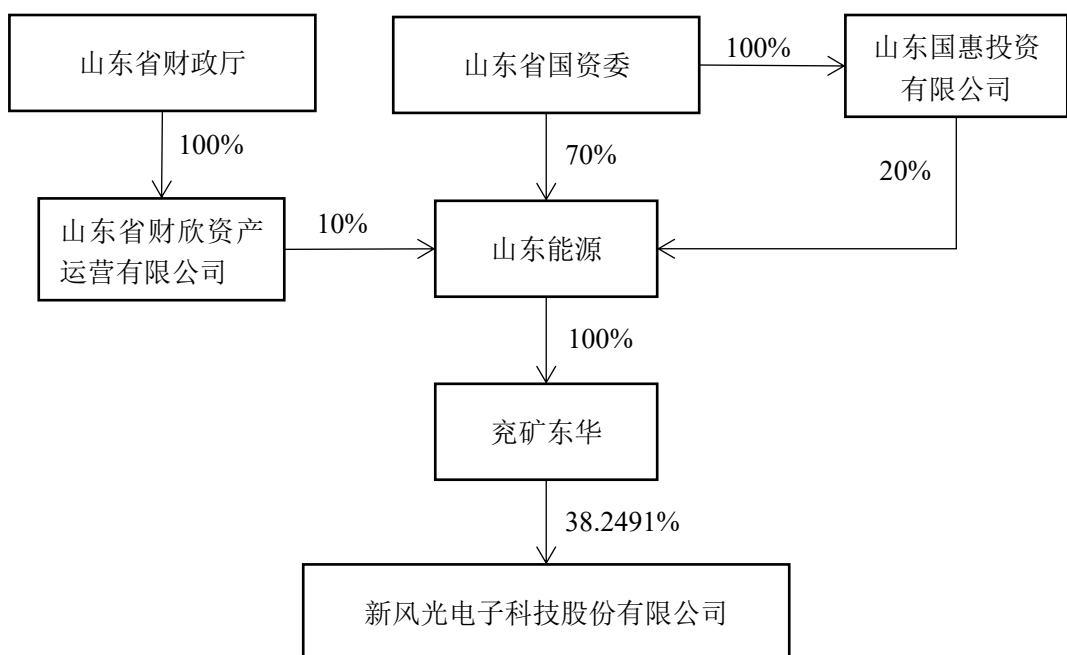 山东省财政厅
山东省国资委
100%
山东国惠投资
有限公司
100%
70%
20%
山东省财欣资产
运营有限公司
10%
山东能源
100%
兖矿东华
38.2491%
新风光电子科技股份有限公司